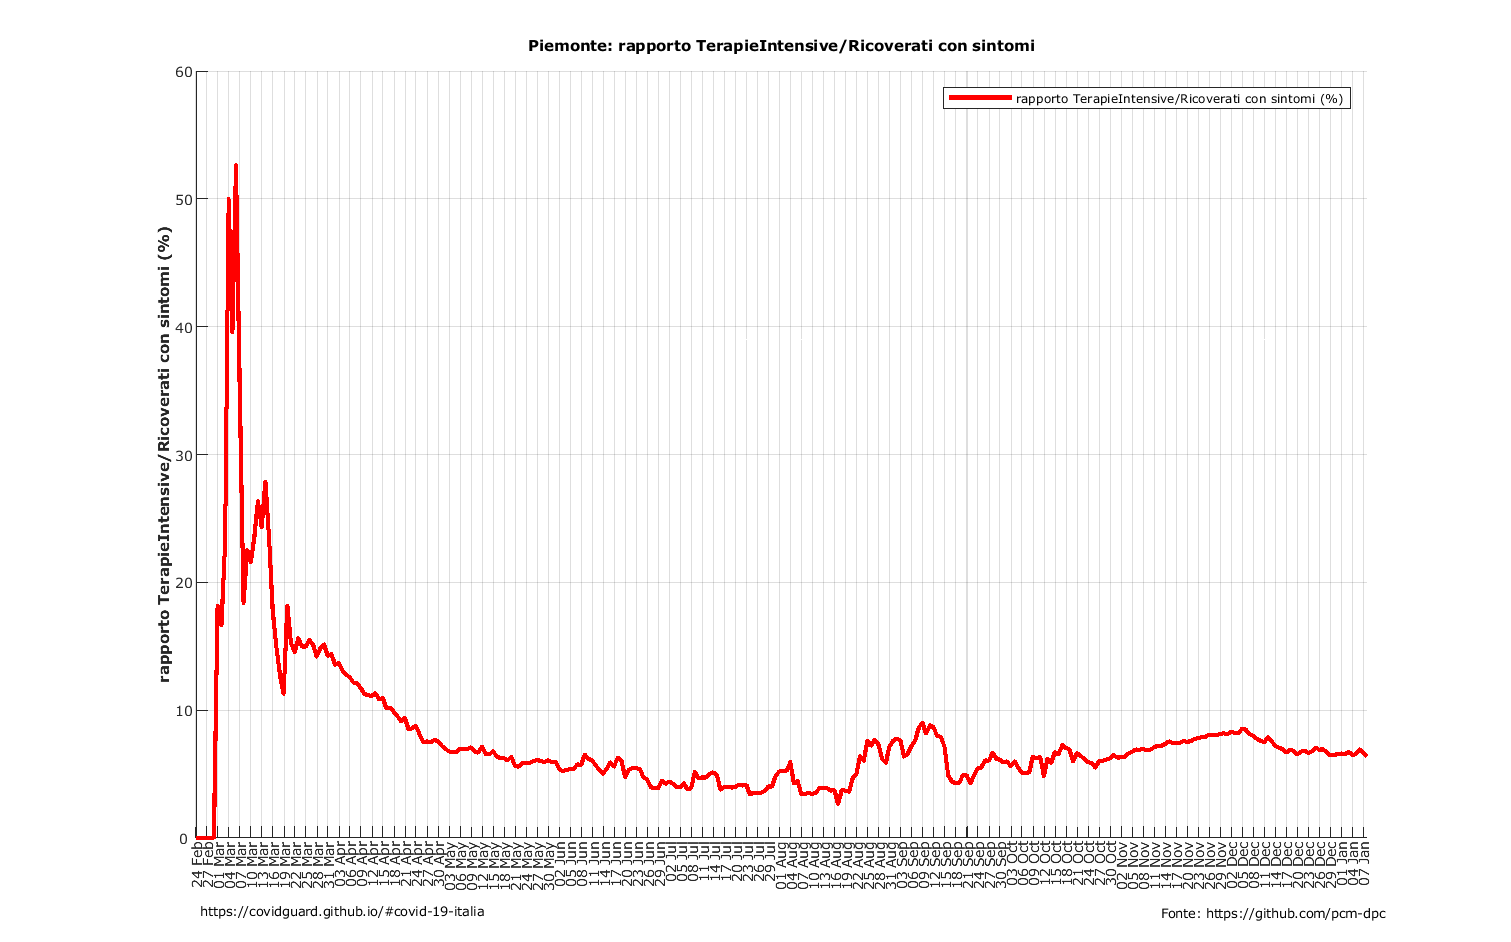 Piemonte: rapporto TerapieIntensive/Ricoverati con sintomi
rapporto TerapieIntensive/Ricoverati con sintomi (%)
rapporto TerapieIntensive/Ricoverati con sintomi (%)
60
50
40
30
20
10
0
24 Feb
27 Feb
01 Mar
04 Mar
07 Mar
10 Mar
13 Mar
16 Mar
19 Mar
22 Mar
25 Mar
28 Mar
31 Mar
03 Apr
06 Apr
09 Apr
12 Apr
15 Apr
18 Apr
21 Apr
24 Apr
27 Apr
30 Apr
03 May
06 May
09 May
12 May
15 May
18 May
21 May
24 May
27 May
30 May
02 Jun
05 Jun
08 Jun
11 Jun
14 Jun
17 Jun
20 Jun
23 Jun
26 Jun
29 Jun
02 Jul
05 Jul
08 Jul
11 Jul
14 Jul
17 Jul
20 Jul
23 Jul
26 Jul
29 Jul
01 Aug
04 Aug
07 Aug
10 Aug
13 Aug
16 Aug
19 Aug
22 Aug
25 Aug
28 Aug
31 Aug
03 Sep
06 Sep
09 Sep
12 Sep
15 Sep
18 Sep
21 Sep
24 Sep
27 Sep
30 Sep
03 Oct
06 Oct
09 Oct
12 Oct
15 Oct
18 Oct
21 Oct
24 Oct
27 Oct
30 Oct
02 Nov
05 Nov
08 Nov
11 Nov
14 Nov
17 Nov
20 Nov
23 Nov
26 Nov
29 Nov
02 Dec
05 Dec
08 Dec
11 Dec
14 Dec
17 Dec
20 Dec
23 Dec
26 Dec
29 Dec
01 Jan
04 Jan
07 Jan
https://covidguard.github.io/#covid-19-italia
Fonte: https://github.com/pcm-dpc